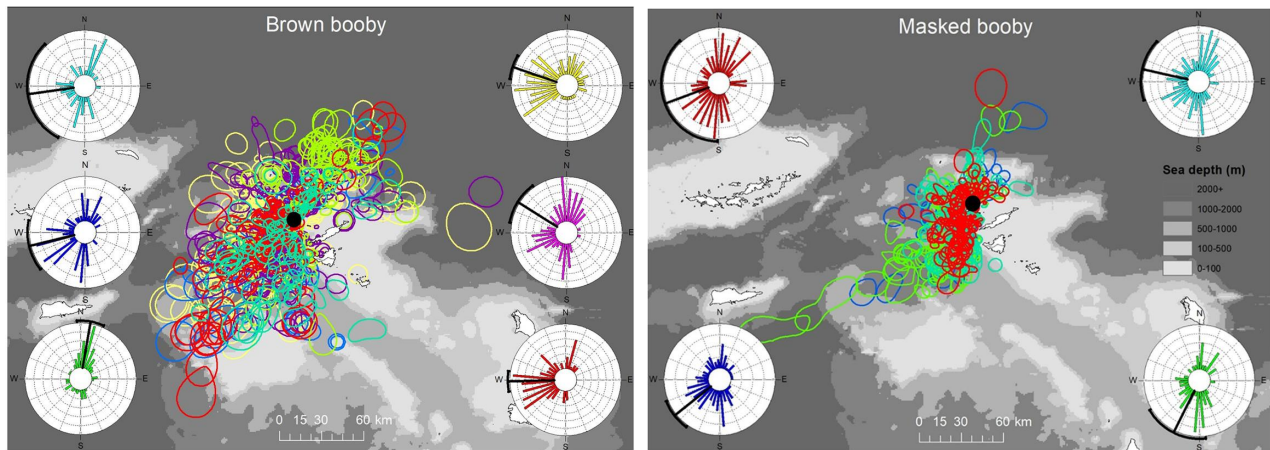 Brown booby
N
W
E
S
N
W
E
S
N
W
E
S
N
W
E
S
N
W
E
S
N
W
E
S
0 15 30 60 km
Masked booby
N
W
E
S
N
W
E
S
Sea depth (m)
2000+
1000-2000
500-1000
100-500
0-100
N
W
E
S
N
W
E
S
0 15 30 60 km